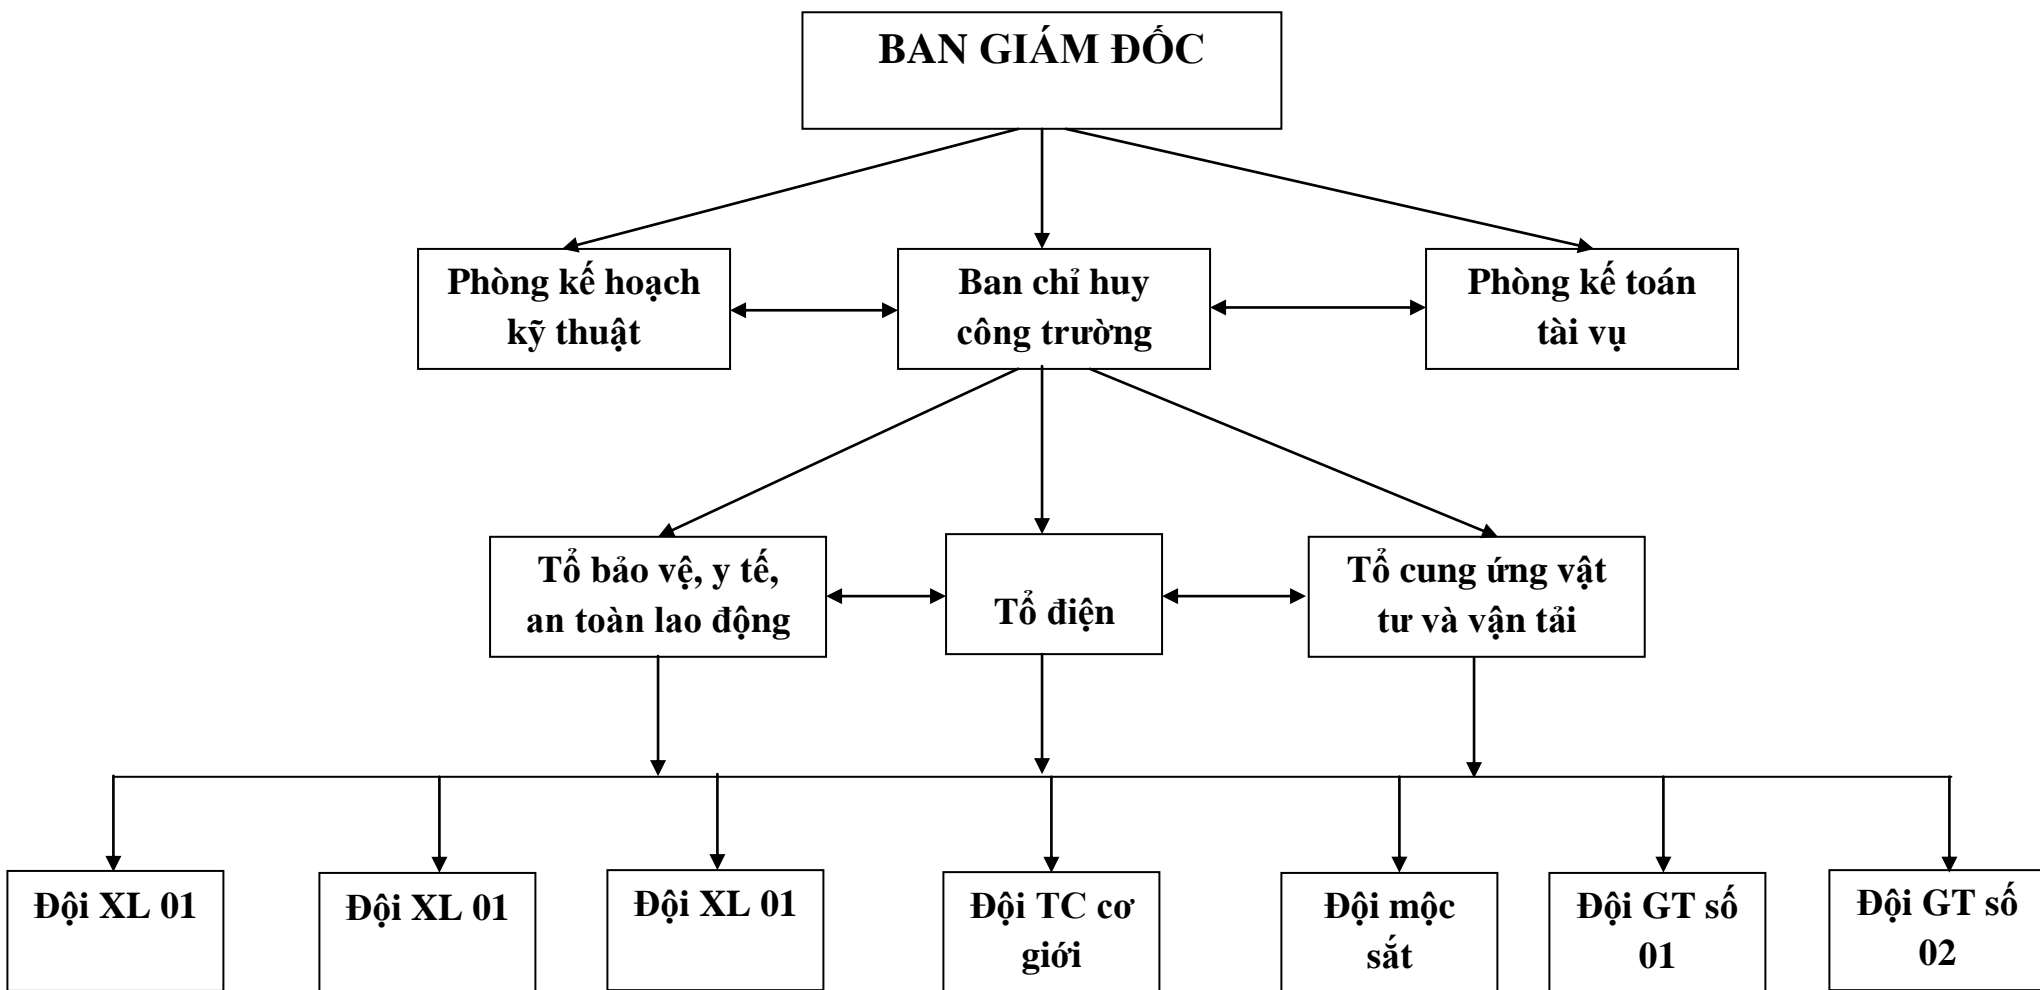 BAN GIÁM ĐỐC
Phòng kế hoạch
kỹ thuật
Ban chỉ huy
công trường
Phòng kế toán
tài vụ
Tổ bảo vệ, y tế,
an toàn lao động
Tổ điện
Tổ cung ứng vật
tư và vận tải
Đội XL 01
Đội XL 01
Đội XL 01
Đội TC cơ
giới
Đội mộc
sắt
Đội GT số
01
Đội GT số
02